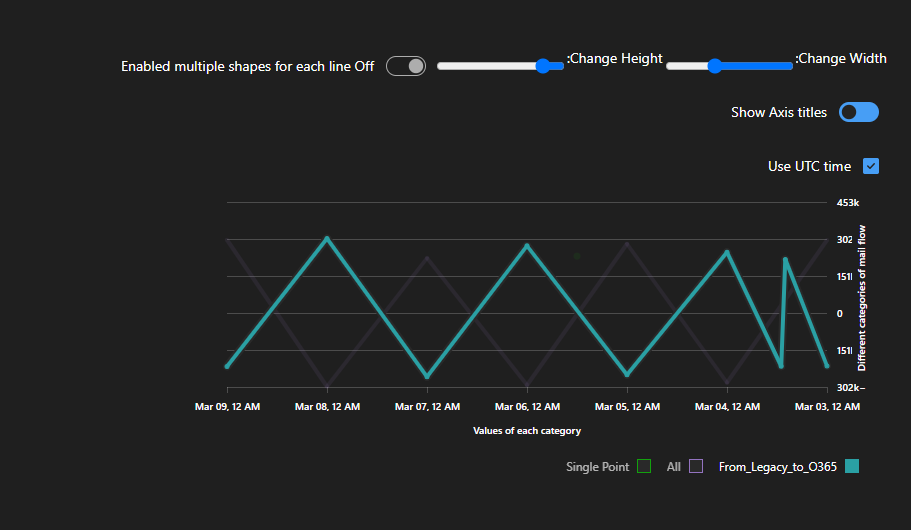 Enabled multiple shapes for each line Off :Change Height :Change Width
Show Axis titles
Use UTC time
453k
302
151
0
151
302k–
Different categories of mail flow
Mar 09, 12 AM Mar 08, 12 AM Mar 07, 12 AM Mar 06, 12 AM Mar 05, 12 AM Mar 04, 12 AM Mar 03, 12 AM
Values of each category
Single Point All From_Legacy_to_O365